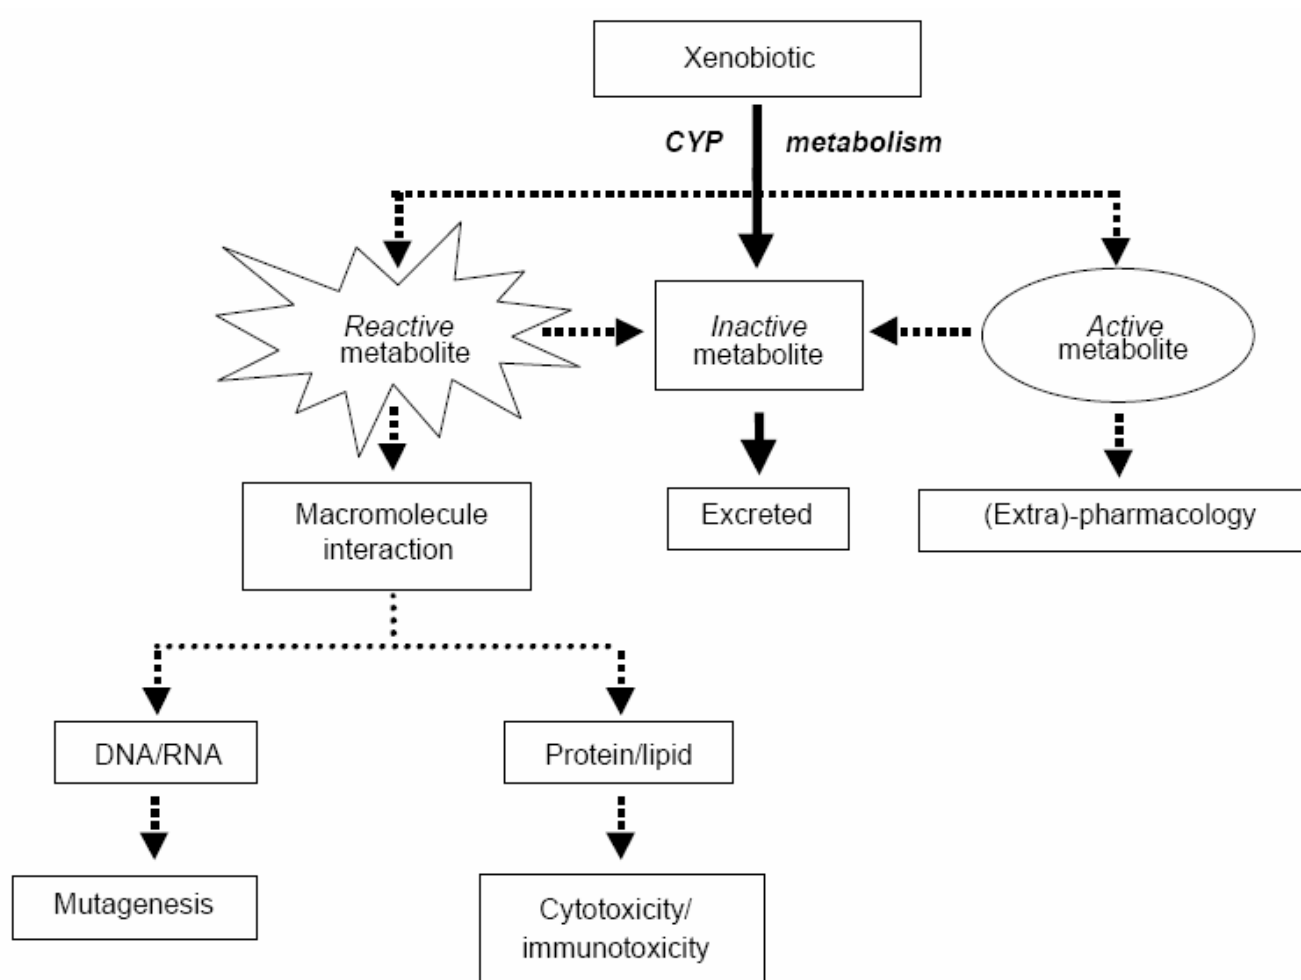 Xenobiotic
CYP metabolism
Reactive
metabolite
Inactive
metabolite
Active
metabolite
Macromolecule
interaction
Excreted
(Extra)-pharmacology
DNA/RNA
Protein/lipid
Mutagenesis
Cytotoxicity/
immunotoxicity